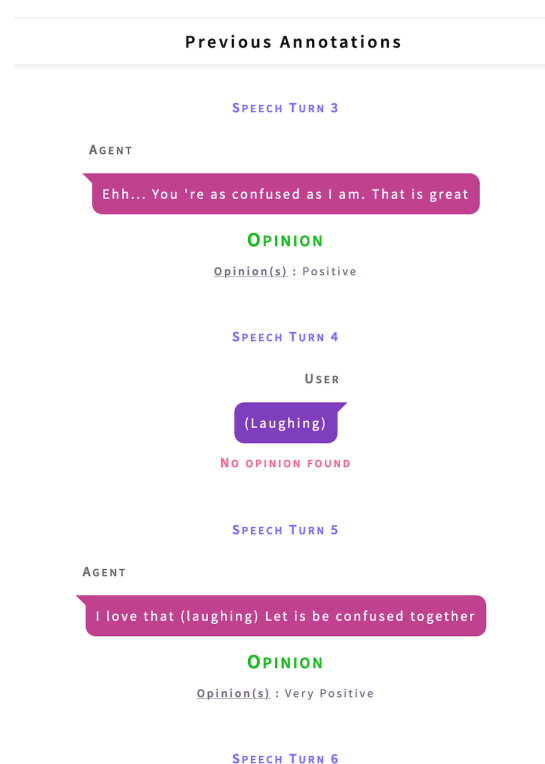 Previous Annotations
Speech Turn 3
Agent
Ehh... You 're as confused as I am. That is great
Opinion
Opinion(s) : Positive
Speech Turn 4
User
(Laughing)
No opinion found
Speech Turn 5
Agent
I love that (laughing) Let is be confused together
Opinion
Opinion(s) : Very Positive
Speech Turn 6